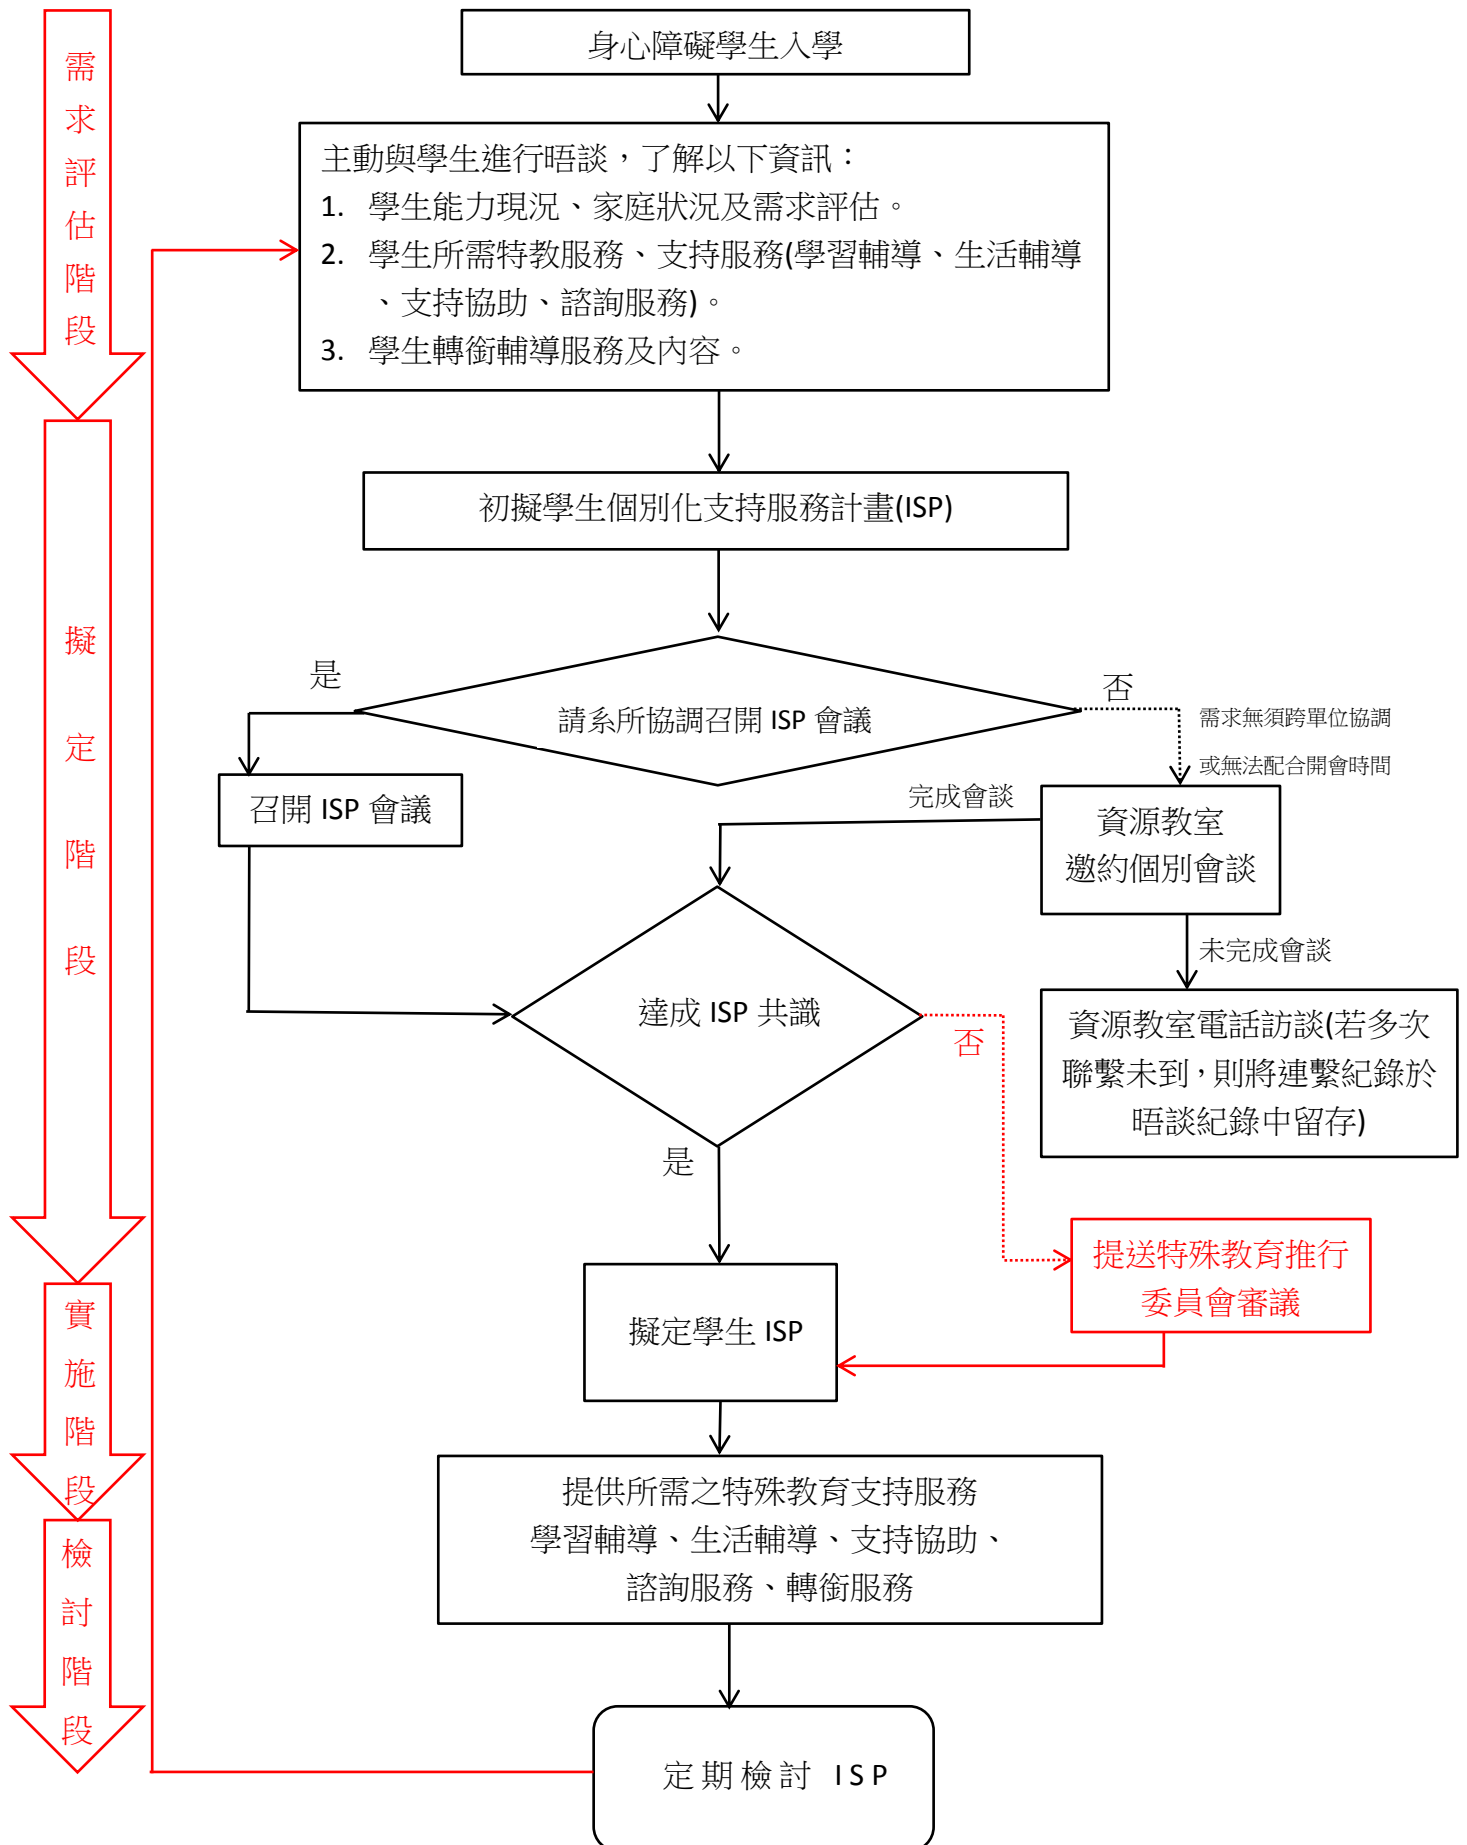 需求評估階段
身心障礙學生入學
主動與學生進行晤談，了解以下資訊：
1. 學生能力現況、家庭狀況及需求評估。
2. 學生所需特教服務、支持服務(學習輔導、生活輔導
、支持協助、諮詢服務)。
3. 學生轉銜輔導服務及內容。
擬定階段
初擬學生個別化支持服務計畫(ISP)
是
請系所協調召開 ISP 會議
否
需求無須跨單位協調
或無法配合開會時間
召開 ISP 會議
完成會談
資源教室
邀約個別會談
未完成會談
達成 ISP 共識
否
資源教室電話訪談(若多次
聯繫未到，則將連繫紀錄於
晤談紀錄中留存)
是
提送特殊教育推行
委員會審議
實施階段
擬定學生 ISP
提供所需之特殊教育支持服務
學習輔導、生活輔導、支持協助、
諮詢服務、轉銜服務
檢討階段
定期檢討 ISP